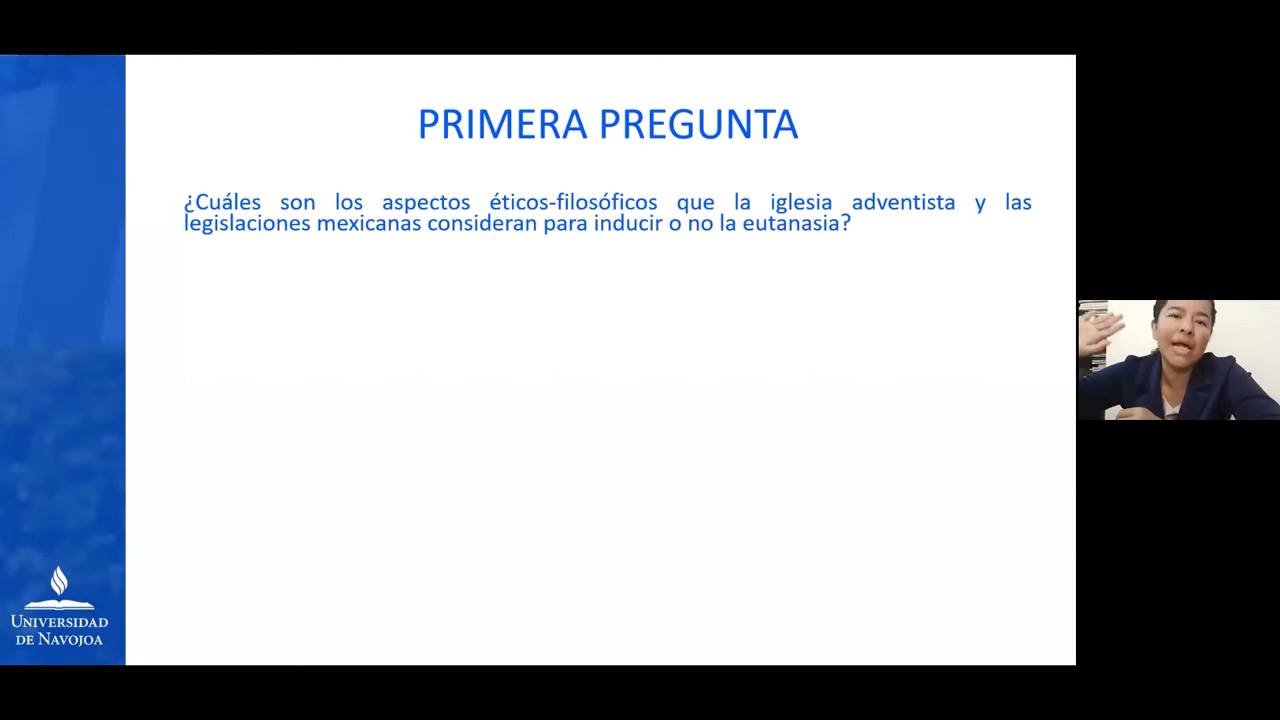 PRIMERA PREGUNTA
¿Cuáles son los aspectos éticos-filosóficos que la iglesia adventista y las
legislaciones mexicanas consideran para inducir o no la eutanasia?
UNIVERSIDAD
DE NAVOJOA